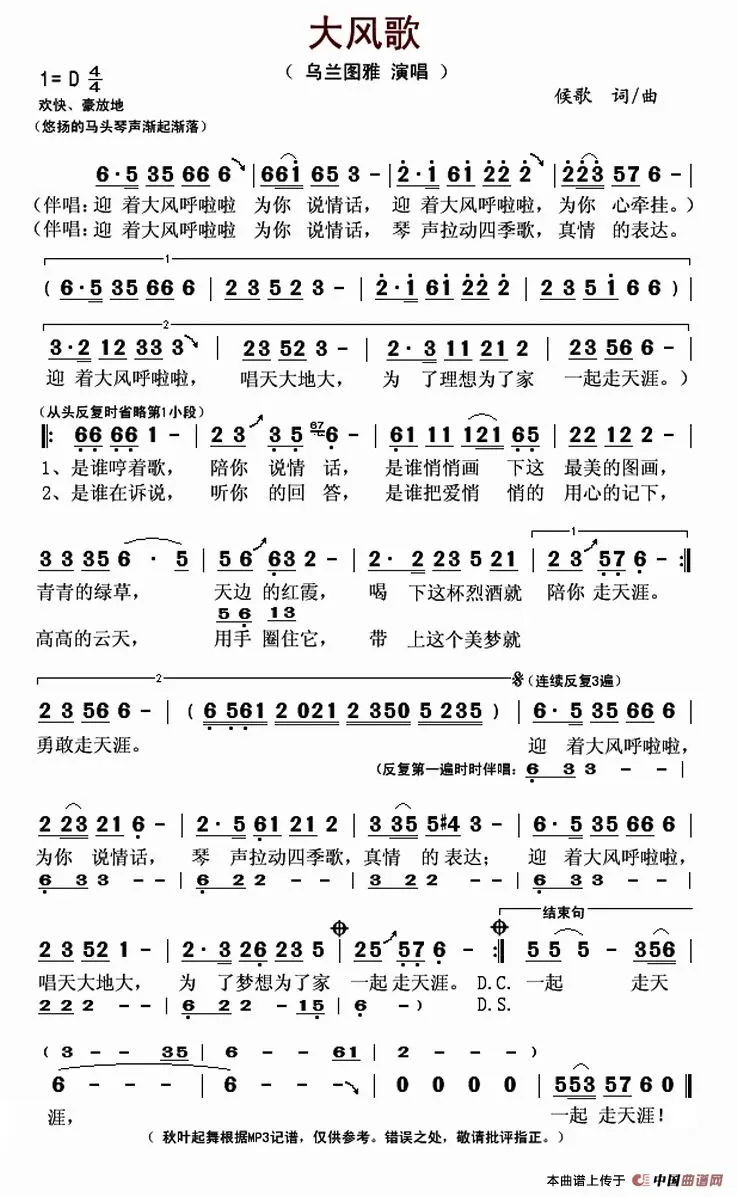 大风歌
（ 乌兰图雅 演唱 ）
1= D 4/4
候歌 词/曲
欢快、豪放地
（悠扬的马头琴声渐起渐落）
6·5 35 66 6 | 661 65 3 - | 2·1 61 22 2 | 223 57 6 - |
（伴唱:迎 着大风呼啦啦 为你 说情话, 迎 着大风呼啦啦, 为你 心牵挂。）
（伴唱:迎 着大风呼啦啦 为你 说情话, 琴 声拉动四季歌, 真情 的表达。
1
( 6·5 35 66 6 | 2 3 52 3 - | 2·1 61 22 2 | 2 3 5 1 6 6 ) |
2
3·2 12 33 3 | 23 52 3 - | 2·3 11 21 2 | 23 56 6 - |
迎 着大风呼啦啦, 唱天大地大, 为 了理想为了家 一起走天涯。）
（从头反复时省略第1小段）
‖: 66 66 1 - | 2 3 3 5 67 6 - | 61 11 121 65 | 22 12 2 - |
1、是谁哼着歌, 陪你 说情 话, 是谁悄悄画 下这 最美的图画,
2、是谁在诉说, 听你 的回 答, 是谁把爱悄 悄的 用心的记下,
3 3 35 6 · 5 | 5 6 63 2 - | 2· 2 23 5 21 | 2 3 57 6 - :‖
青青的绿草, 天边 的红霞, 喝 下这杯烈酒就 陪你 走天涯。
5 6 13
高高的云天, 用手 圈住它, 带 上这个美梦就
2
𝄋（连续反复3遍）
2 3 56 6 - | ( 6 561 2 021 2 350 5 235 ) | 6·5 35 66 6 |
勇敢走天涯。 迎 着大风呼啦啦,
（反复第一遍时时伴唱: 6 3 3 - - |
2 23 21 6 - | 2·5 61 21 2 | 3 35 5#4 3 - | 6·5 35 66 6 |
为你 说情话, 琴 声拉动四季歌, 真情 的 表达; 迎 着大风呼啦啦,
6 3 3 - - | 6 2 2 - - | 3 2 2 - - | 6 3 3 - - |
结束句
23 52 1 - | 2·3 26 23 5 | 25 57 6 - :‖ 5 5 5 - 356 |
唱天大地大, 为 了梦想为了家 一起 走天涯。 D.C. 一起 走天
2 2 2 - - | 6 2 2 - 15 | 6 - ) D.S.
( 3 - - 35 | 6 - - 61 | 2 - - - )
6 - - - | 6 - - - | 0 0 0 0 | 553 57 6 0 ‖
涯, 一起 走天涯!
（ 秋叶起舞根据MP3记谱，仅供参考。错误之处，敬请批评指正。）
本曲谱上传于 中国曲谱网